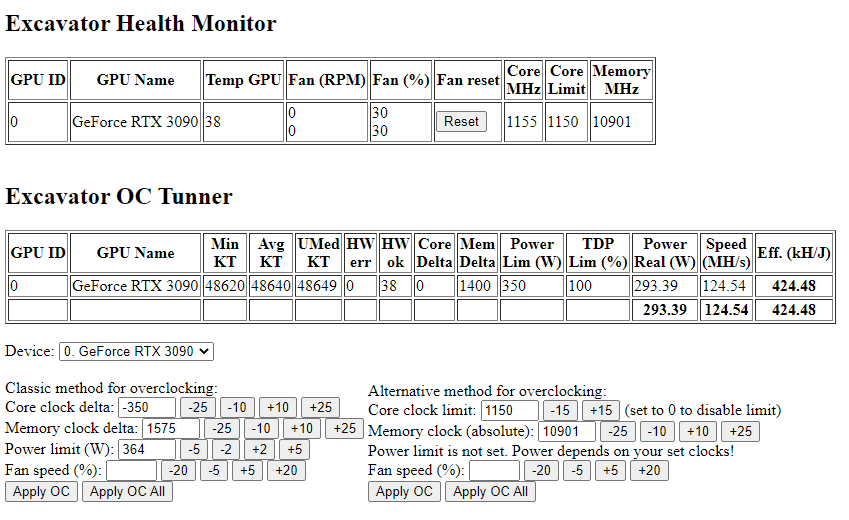 Excavator Health Monitor
GPU ID GPU Name Temp GPU Fan (RPM) Fan (%) Fan reset Core MHz Core Limit Memory MHz
0 GeForce RTX 3090 38 0 0 30 30 Reset 1155 1150 10901
Excavator OC Tunner
GPU ID GPU Name Min KT Avg KT UMed KT HW err HW ok Core Delta Mem Delta Power Lim (W) TDP Lim (%) Power Real (W) Speed (MH/s) Eff. (kH/J)
0 GeForce RTX 3090 48620 48640 48649 0 38 0 1400 350 100 293.39 124.54 424.48
293.39 124.54 424.48
Device: 0. GeForce RTX 3090
Classic method for overclocking:
Core clock delta: -350 -25 -10 +10 +25
Memory clock delta: 1575 -25 -10 +10 +25
Power limit (W): 364 -5 -2 +2 +5
Fan speed (%): -20 -5 +5 +20
Apply OC Apply OC All
Alternative method for overclocking:
Core clock limit: 1150 -15 +15 (set to 0 to disable limit)
Memory clock (absolute): 10901 -25 -10 +10 +25
Power limit is not set. Power depends on your set clocks!
Fan speed (%): -20 -5 +5 +20
Apply OC Apply OC All